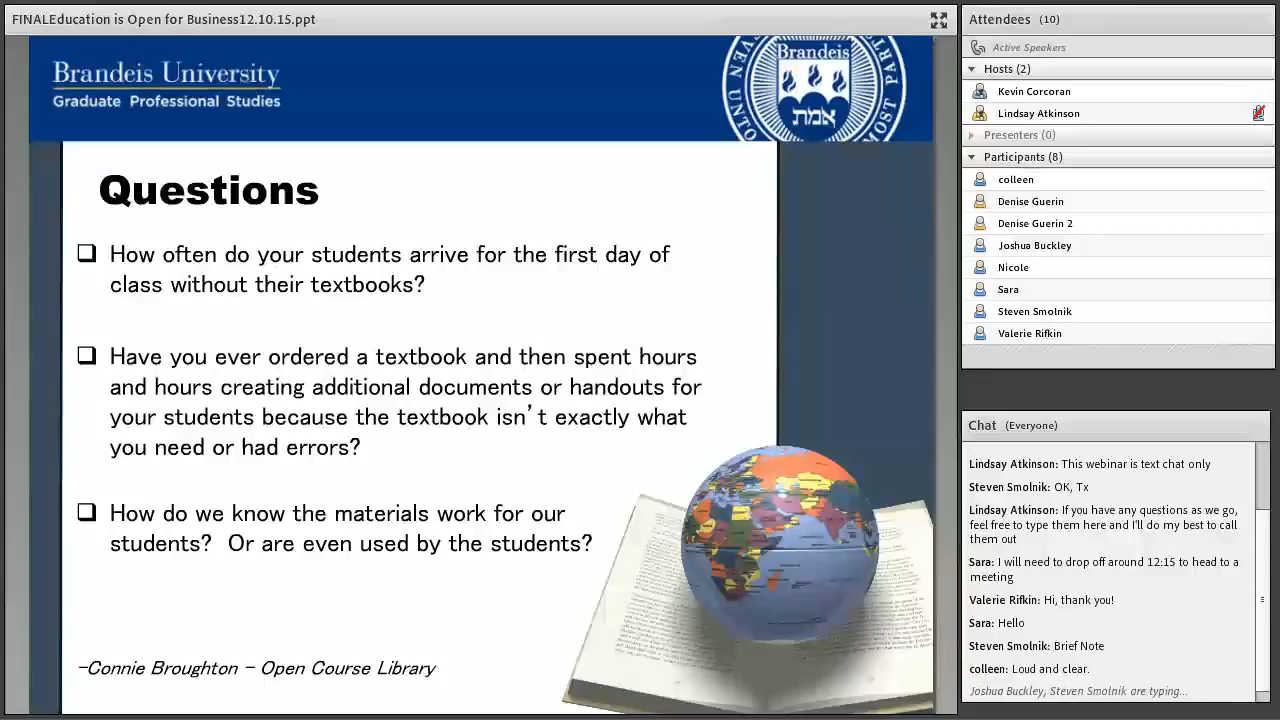 FINALEducation is Open for Business12.10.15.ppt
Brandeis University
Graduate Professional Studies
Brandeis
אמת
Questions
❑ How often do your students arrive for the first day of
class without their textbooks?
❑ Have you ever ordered a textbook and then spent hours
and hours creating additional documents or handouts for
your students because the textbook isn't exactly what
you need or had errors?
❑ How do we know the materials work for our
students? Or are even used by the students?
-Connie Broughton - Open Course Library
Attendees (10)
Active Speakers
Hosts (2)
Kevin Corcoran
Lindsay Atkinson
Presenters (0)
Participants (8)
colleen
Denise Guerin
Denise Guerin 2
Joshua Buckley
Nicole
Sara
Steven Smolnik
Valerie Rifkin
Chat (Everyone)
Lindsay Atkinson: This webinar is text chat only
Steven Smolnik: OK, Tx
Lindsay Atkinson: If you have any questions as we go,
feel free to type them here and I'll do my best to call
them out
Sara: I will need to drop off around 12:15 to head to a
meeting
Valerie Rifkin: Hi, thank you!
Sara: Hello
Steven Smolnik: Brief Note
colleen: Loud and clear.
Joshua Buckley, Steven Smolnik are typing...